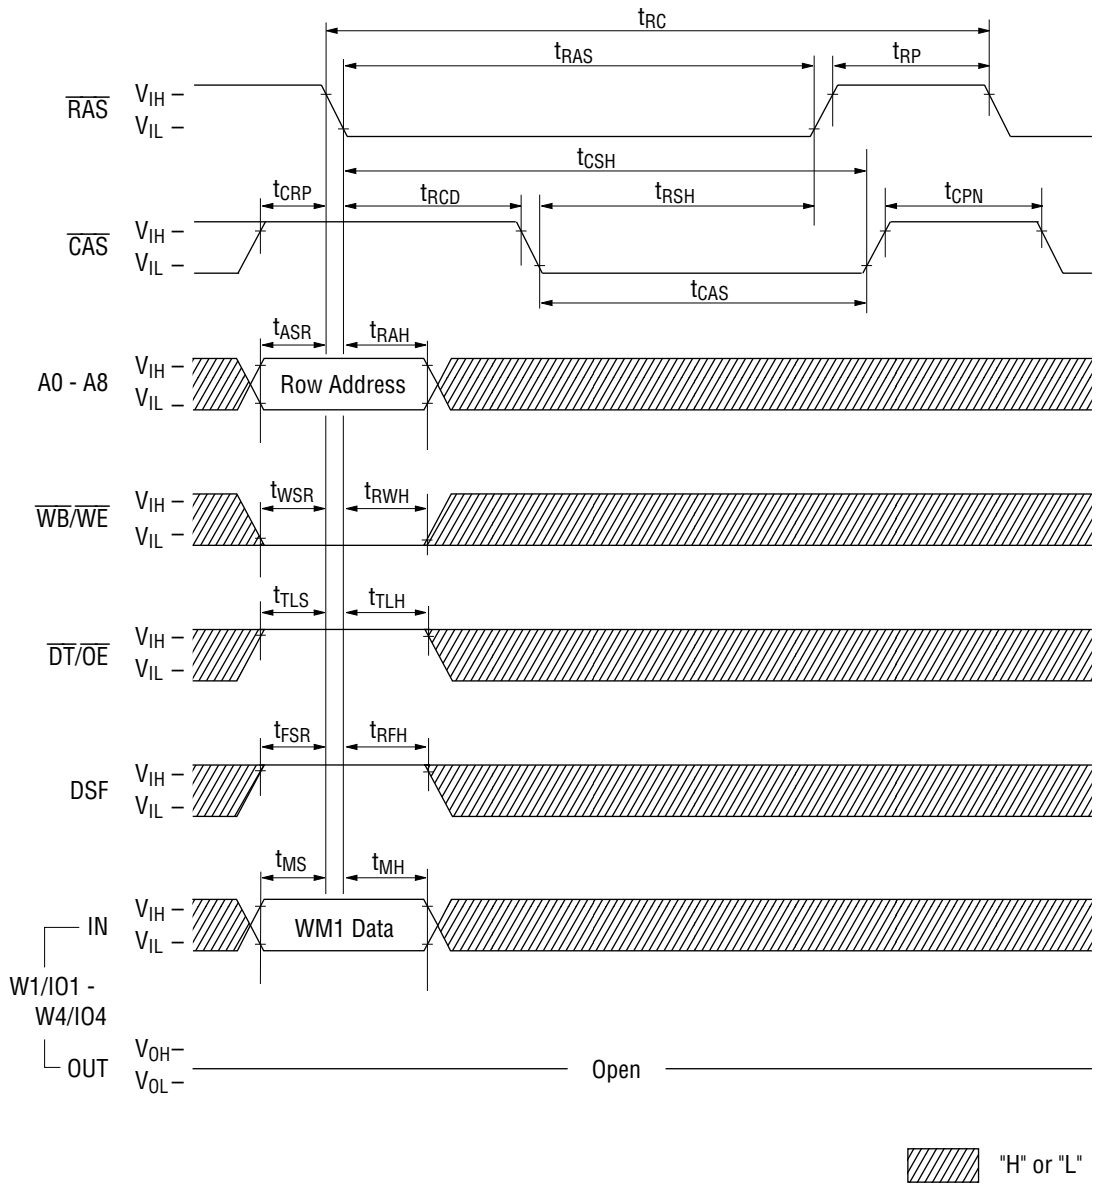 tRC
tRAS
tRP
RAS
VIH
VIL
tCSH
tCRP
tRCD
tRSH
tCPN
CAS
VIH
VIL
tCAS
tASR
tRAH
A0 - A8
VIH
VIL
Row Address
tWSR
tRWH
WB/WE
VIH
VIL
tTLS
tTLH
DT/OE
VIH
VIL
tFSR
tRFH
DSF
VIH
VIL
tMS
tMH
IN
VIH
VIL
WM1 Data
W1/IO1 -
W4/IO4
OUT
VOH
VOL
Open
"H" or "L"